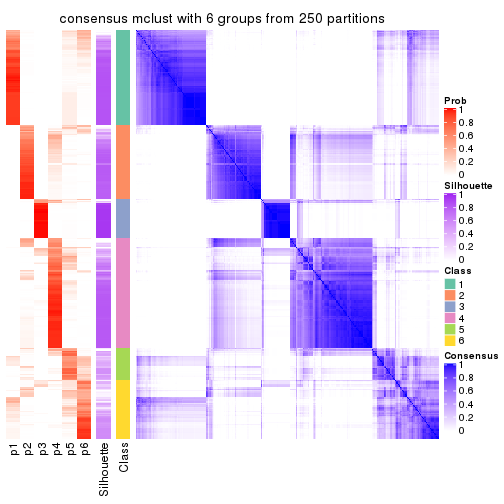 consensus mclust with 6 groups from 250 partitions
Prob
1
0.8
0.6
0.4
0.2
0
Silhouette
1
0.8
0.6
0.4
0.2
0
Class
1
2
3
4
5
6
Consensus
1
0.8
0.6
0.4
0.2
0
p1
p2
p3
p4
p5
p6
Silhouette
Class